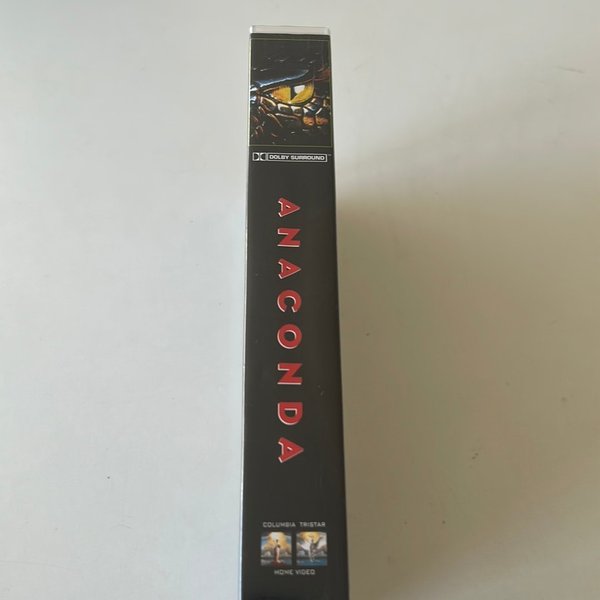 DOLBY SURROUND
ANACONDA
COLUMBIA TRISTAR
HOME VIDEO